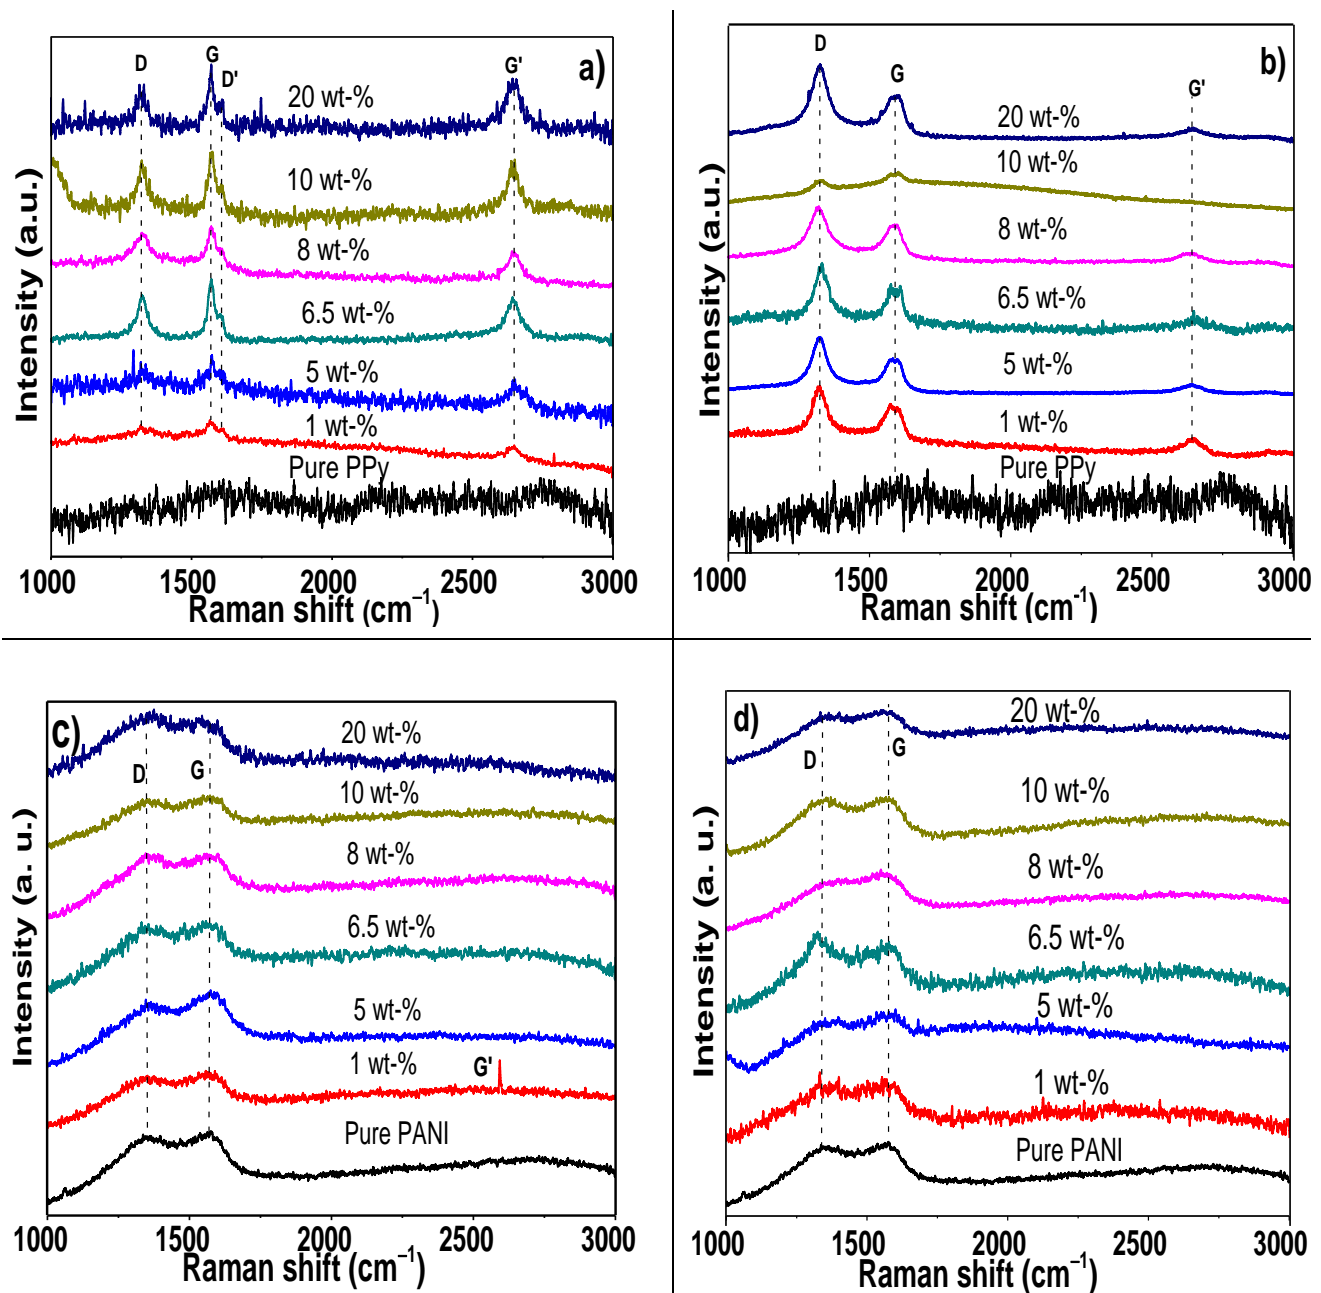 a)
D
G
D'
G'
20 wt-%
10 wt-%
8 wt-%
6.5 wt-%
5 wt-%
1 wt-%
Pure PPy
Intensity (a.u.)
1000 1500 2000 2500 3000
Raman shift (cm⁻¹)
b)
D
G
G'
20 wt-%
10 wt-%
8 wt-%
6.5 wt-%
5 wt-%
1 wt-%
Pure PPy
Intensity (a.u.)
1000 1500 2000 2500 3000
Raman shift (cm⁻¹)
c)
20 wt-%
D
G
10 wt-%
8 wt-%
6.5 wt-%
5 wt-%
1 wt-%
G'
Pure PANI
Intensity (a. u.)
1000 1500 2000 2500 3000
Raman shift (cm⁻¹)
d)
20 wt-%
D
G
10 wt-%
8 wt-%
6.5 wt-%
5 wt-%
1 wt-%
Pure PANI
Intensity (a. u.)
1000 1500 2000 2500 3000
Raman shift (cm⁻¹)